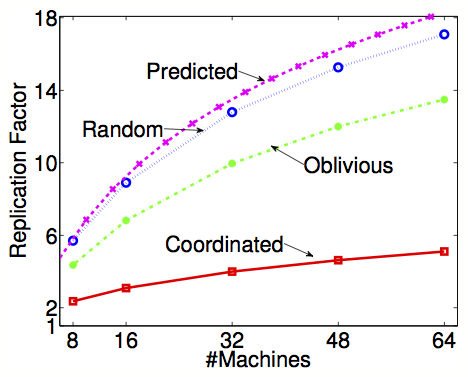 18
14
10
6
2
1
Replication Factor
Predicted
Random
Oblivious
Coordinated
8 16 32 48 64
#Machines